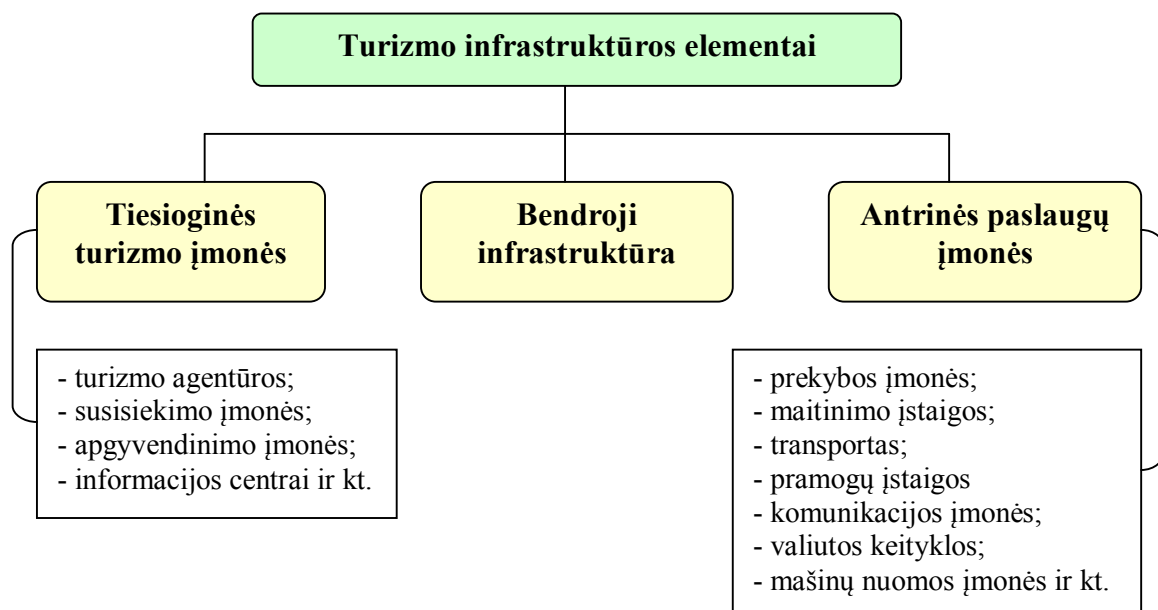 Turizmo infrastruktūros elementai
Tiesioginės
turizmo įmonės
Bendroji
infrastruktūra
Antrinės paslaugų
įmonės
- turizmo agentūros;
- susisiekimo įmonės;
- apgyvendinimo įmonės;
- informacijos centrai ir kt.
- prekybos įmonės;
- maitinimo įstaigos;
- transportas;
- pramogų įstaigos
- komunikacijos įmonės;
- valiutos keityklos;
- mašinų nuomos įmonės ir kt.